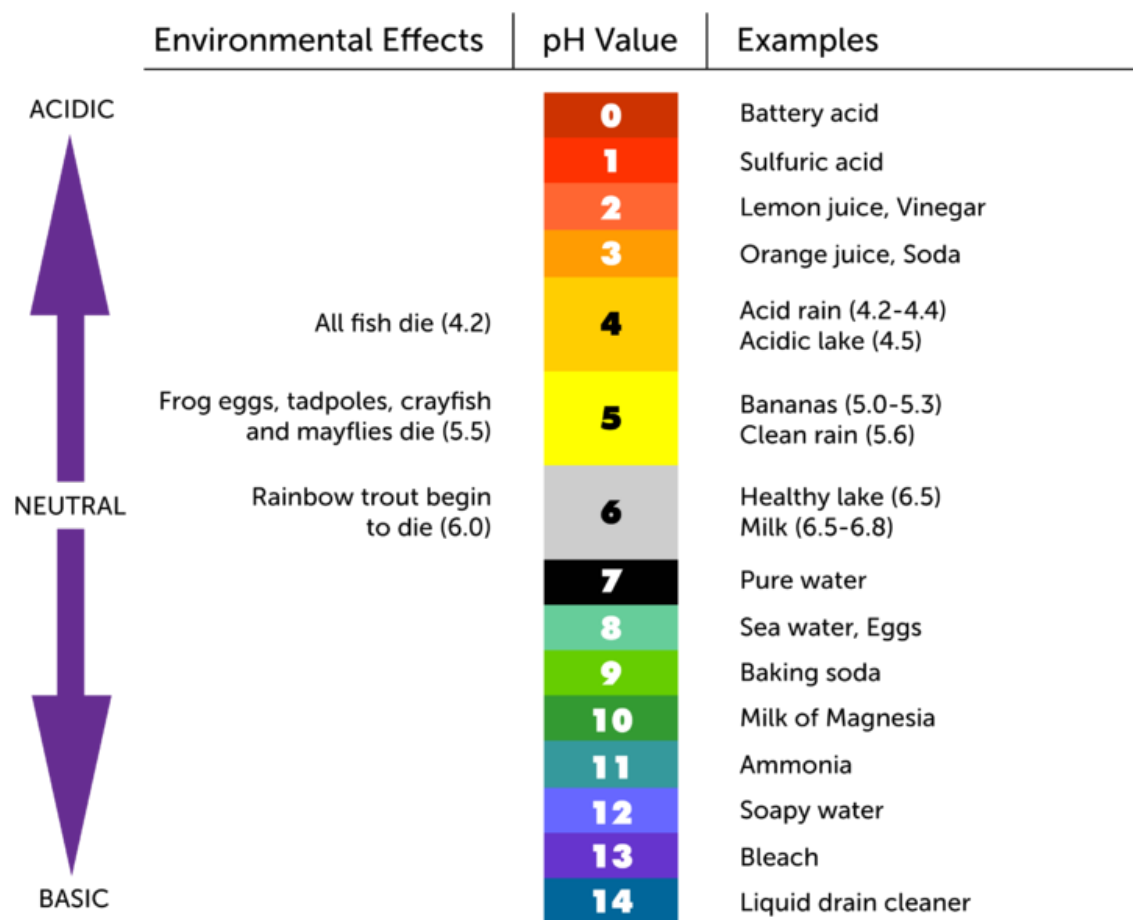 Environmental Effects pH Value Examples
ACIDIC
0 Battery acid
1 Sulfuric acid
2 Lemon juice, Vinegar
3 Orange juice, Soda
All fish die (4.2) 4 Acid rain (4.2-4.4)
Acidic lake (4.5)
Frog eggs, tadpoles, crayfish
and mayflies die (5.5) 5 Bananas (5.0-5.3)
Clean rain (5.6)
NEUTRAL
Rainbow trout begin
to die (6.0) 6 Healthy lake (6.5)
Milk (6.5-6.8)
7 Pure water
8 Sea water, Eggs
9 Baking soda
10 Milk of Magnesia
11 Ammonia
12 Soapy water
13 Bleach
BASIC
14 Liquid drain cleaner